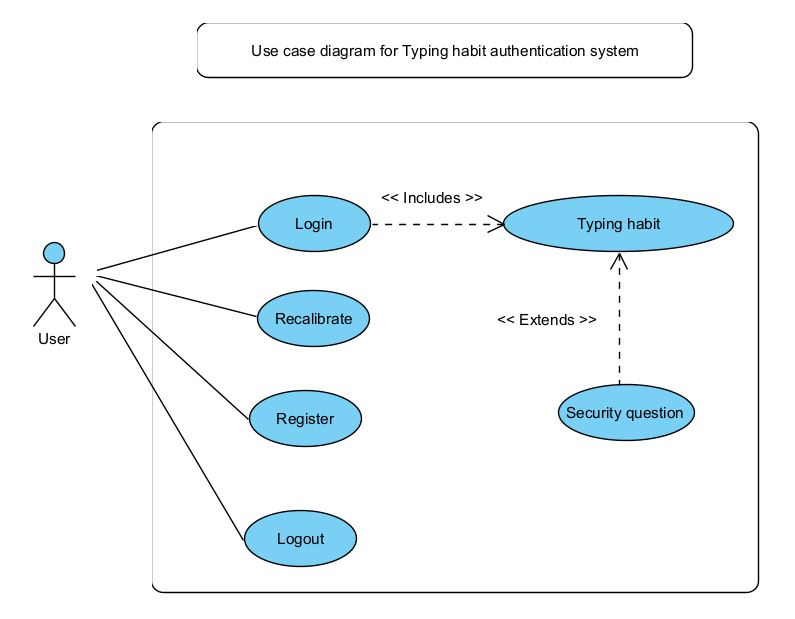 Use case diagram for Typing habit authentication system
<< Includes >>
Login
Typing habit
User
Recalibrate
<< Extends >>
Register
Security question
Logout